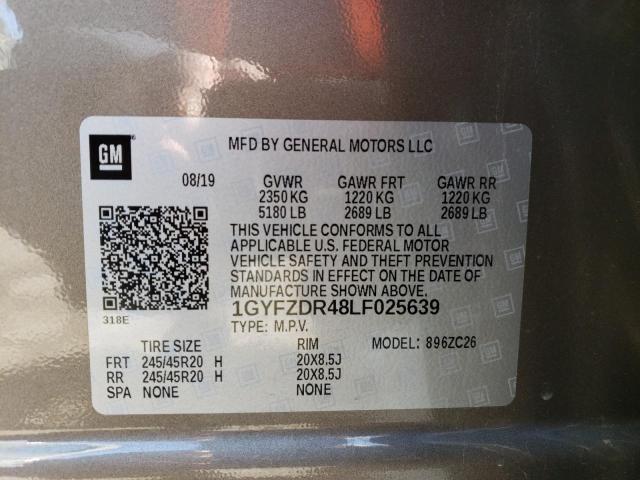 GM
MFD BY GENERAL MOTORS LLC
08/19 GVWR GAWR FRT GAWR RR
2350 KG 1220 KG 1220 KG
5180 LB 2689 LB 2689 LB
THIS VEHICLE CONFORMS TO ALL
APPLICABLE U.S. FEDERAL MOTOR
VEHICLE SAFETY AND THEFT PREVENTION
STANDARDS IN EFFECT ON THE DATE OF
MANUFACTURE SHOWN ABOVE.
1GYFZDR48LF025639
318E
TYPE: M.P.V.
TIRE SIZE RIM MODEL: 896ZC26
FRT 245/45R20 H 20X8.5J
RR 245/45R20 H 20X8.5J
SPA NONE NONE